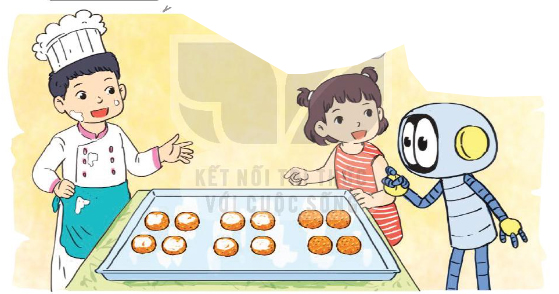 KẾT NỐI TRI THỨC
VỚI CUỘC SỐNG